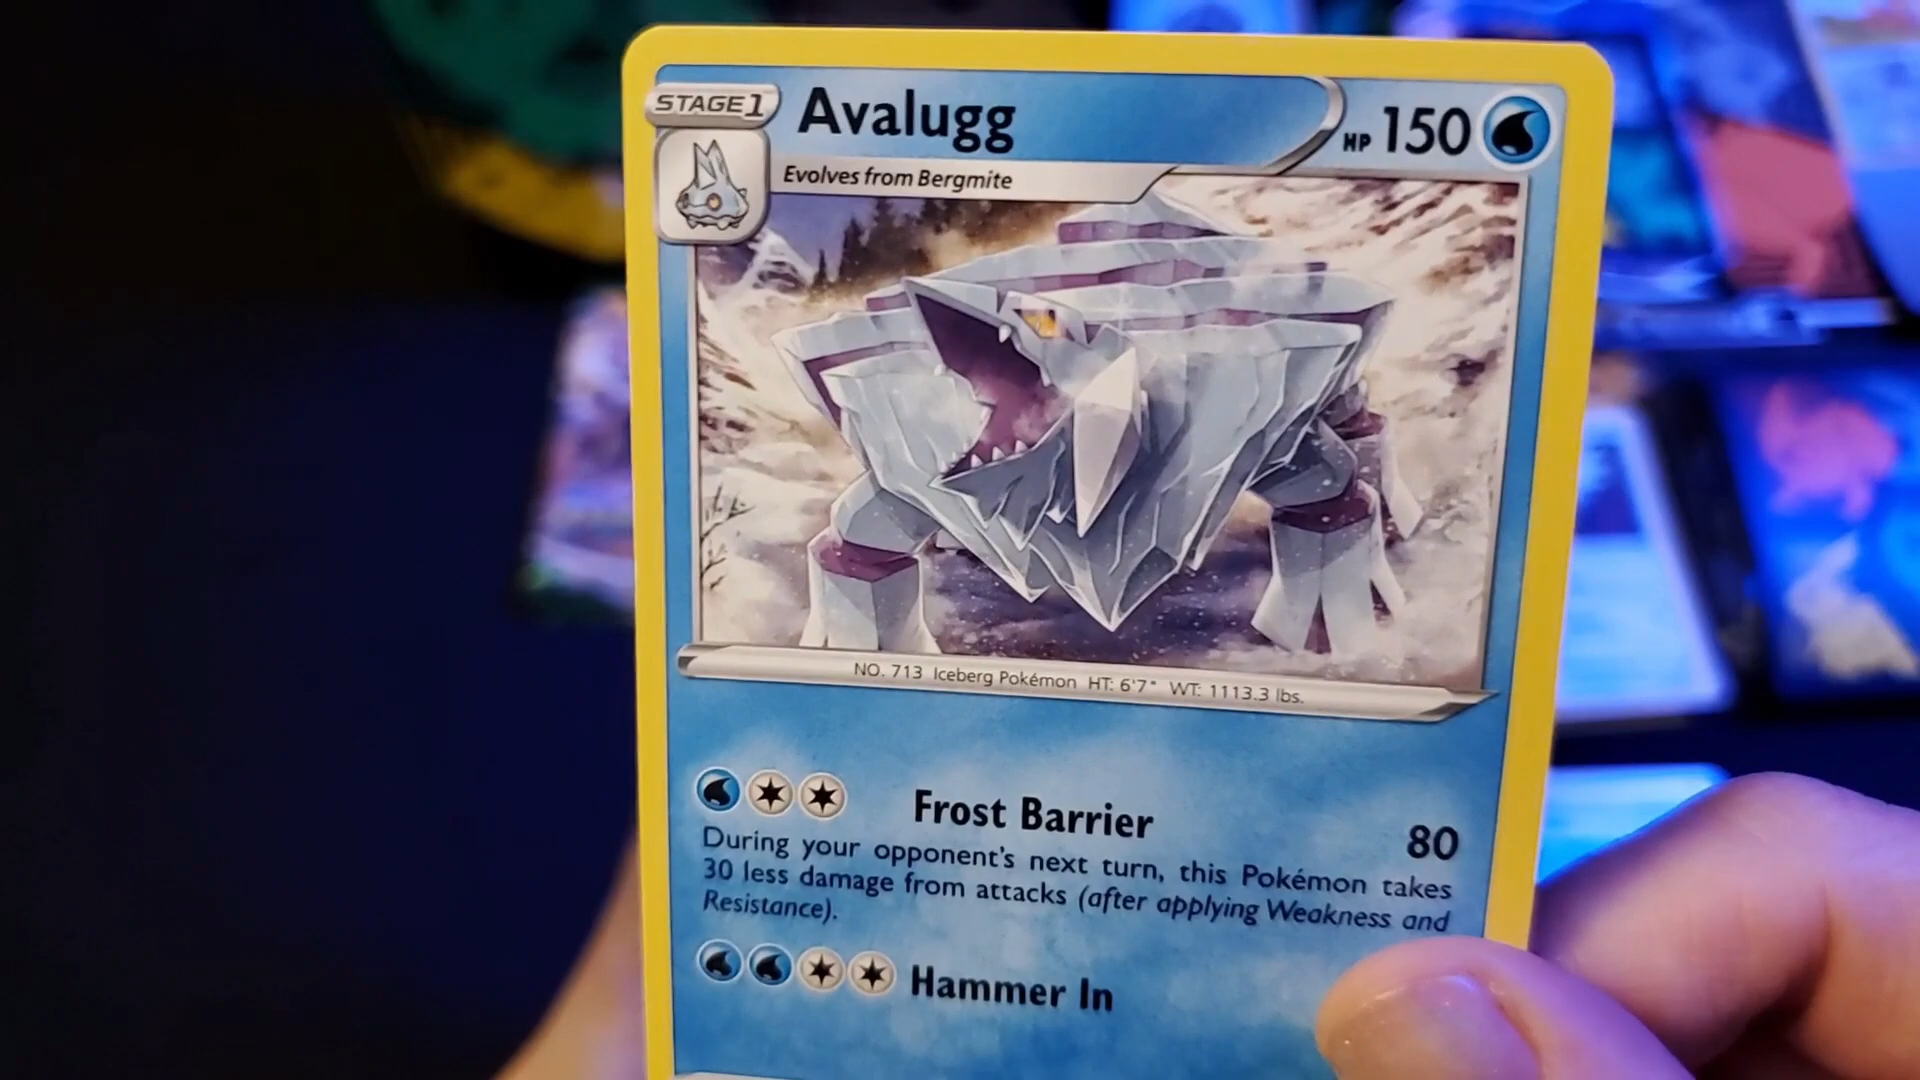 STAGE 1
Avalugg
HP 150
Evolves from Bergmite
NO. 713 Iceberg Pokémon HT: 6'7" WT: 1113.3 lbs.
Frost Barrier 80
During your opponent's next turn, this Pokémon takes
30 less damage from attacks (after applying Weakness and
Resistance).
Hammer In